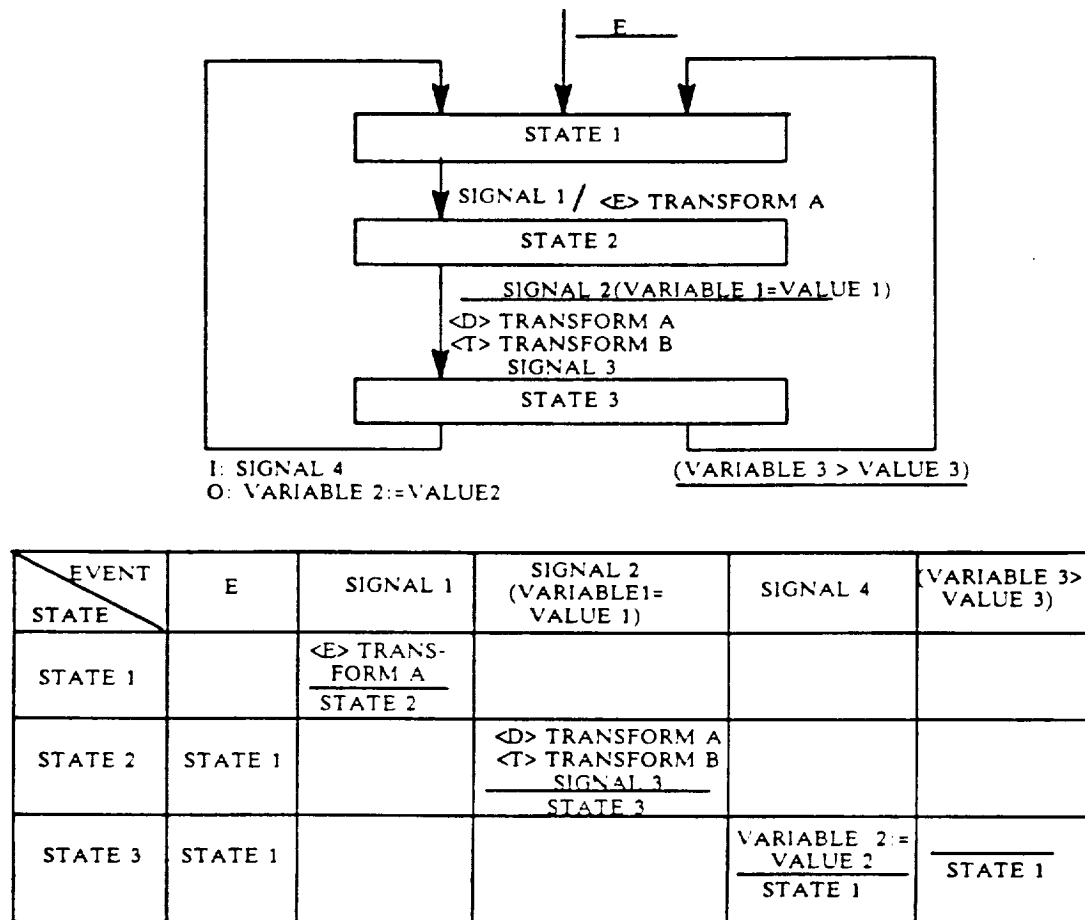 E
STATE 1
SIGNAL 1 / <E> TRANSFORM A
STATE 2
SIGNAL 2(VARIABLE 1=VALUE 1)
<D> TRANSFORM A
<T> TRANSFORM B
SIGNAL 3
STATE 3
I: SIGNAL 4
O: VARIABLE 2:=VALUE2
(VARIABLE 3 > VALUE 3)
EVENT
STATE
E
SIGNAL 1
SIGNAL 2
(VARIABLE1=
VALUE 1)
SIGNAL 4
(VARIABLE 3>
VALUE 3)
STATE 1
<E> TRANS-
FORM A
STATE 2
STATE 2
STATE 1
<D> TRANSFORM A
<T> TRANSFORM B
SIGNAL 3
STATE 3
STATE 3
STATE 1
VARIABLE 2:=
VALUE 2
STATE 1
STATE 1